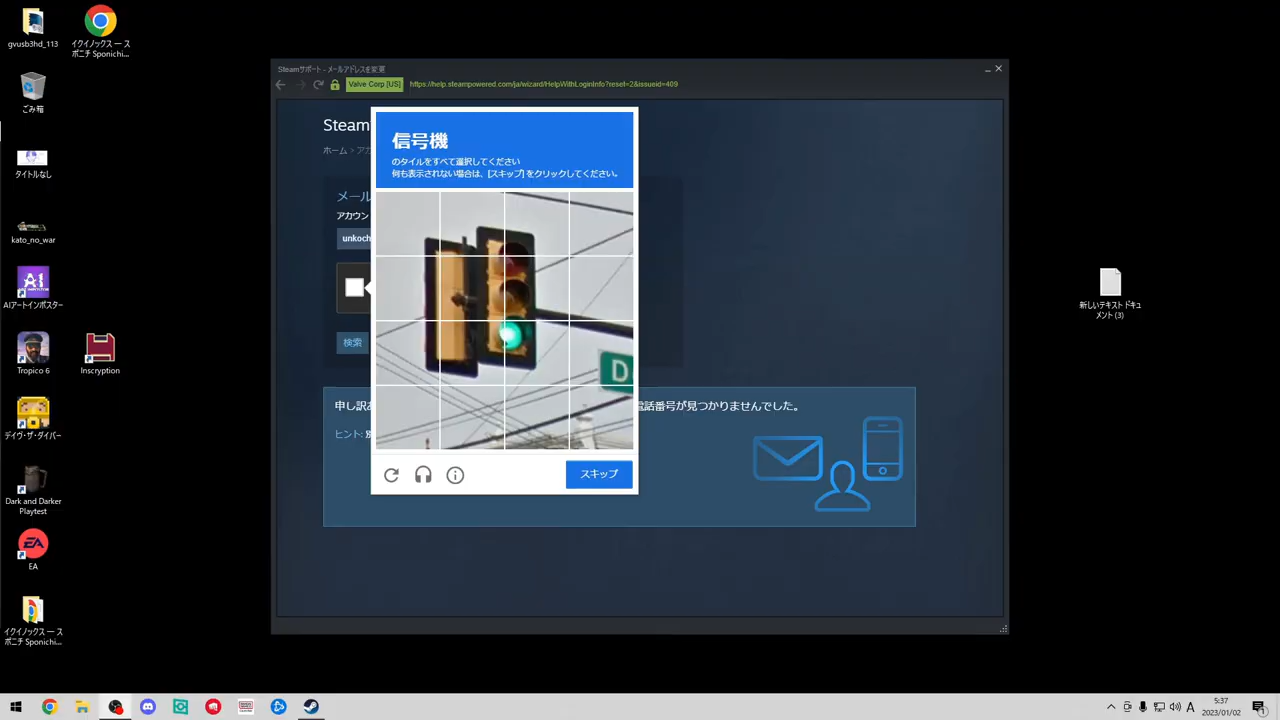 gvusb3hd_113
イクイノックス ー ス
ポニチ Sponichi...
ごみ箱
タイトルなし
kato_no_war
AIアートインポスター
Tropico 6
Inscryption
デイヴ・ザ・ダイバー
Dark and Darker
Playtest
EA
イクイノックス ー ス
ポニチ Sponichi...
Steamサポート - メールアドレスを変更
Valve Corp [US]
https://help.steampowered.com/ja/wizard/HelpWithLoginInfo?reset=2&issueid=409
Steam
ホーム > アカ
メール
アカウン
unkoch
検索
信号機
のタイルをすべて選択してください
何も表示されない場合は、[スキップ] をクリックしてください。
D
スキップ
申し訳あ
電話番号が見つかりませんでした。
ヒント: 別
新しいテキスト ドキュ
メント (3)
A
5:37
2023/01/02
1